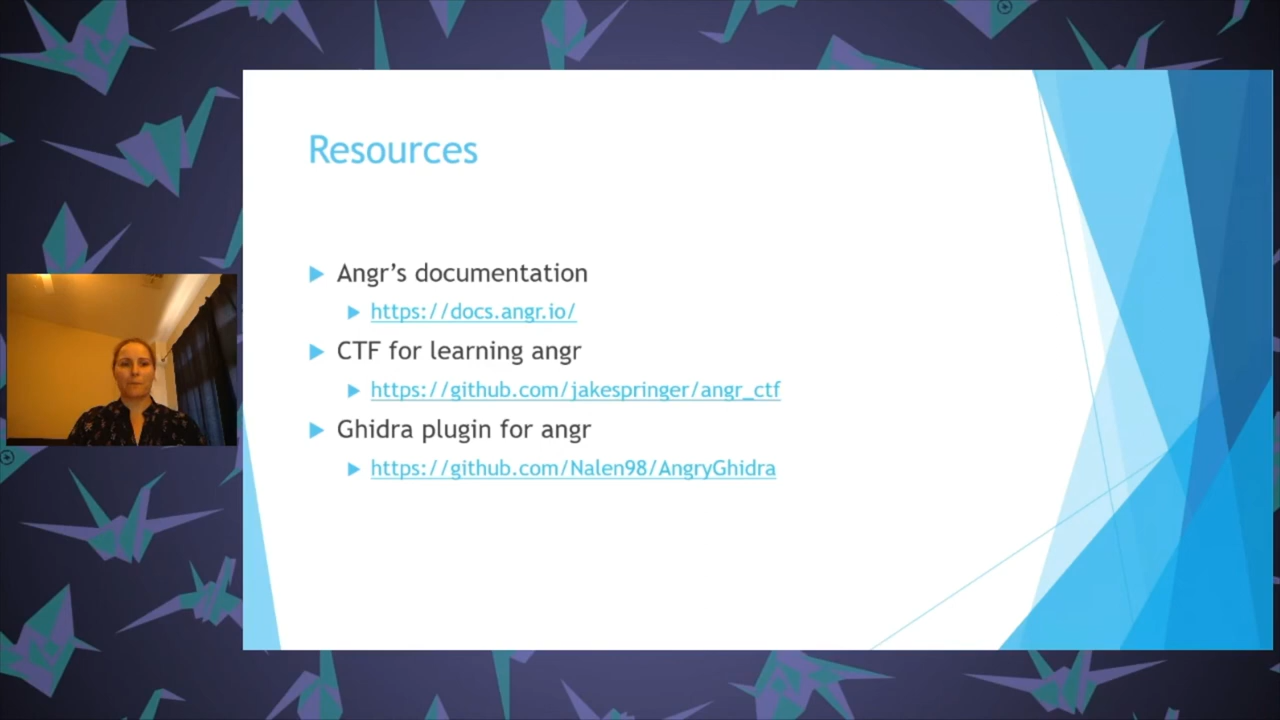 Resources
Angr’s documentation
https://docs.angr.io/
CTF for learning angr
https://github.com/jakespringer/angr_ctf
Ghidra plugin for angr
https://github.com/Nalen98/AngryGhidra